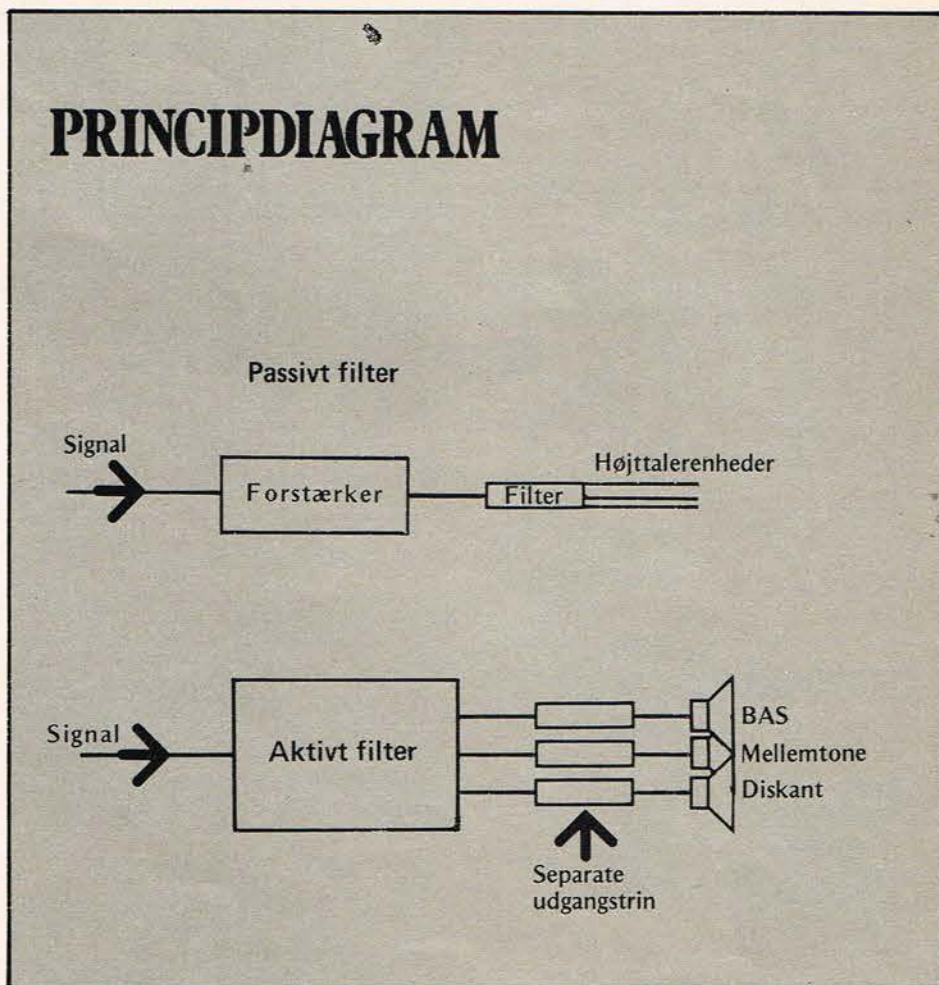 PRINCIPDIAGRAM
Passivt filter
Signal
Forstærker
Filter
Højttalerenheder
Signal
Aktivt filter
BAS
Mellemtone
Diskant
Separate
udgangstrin